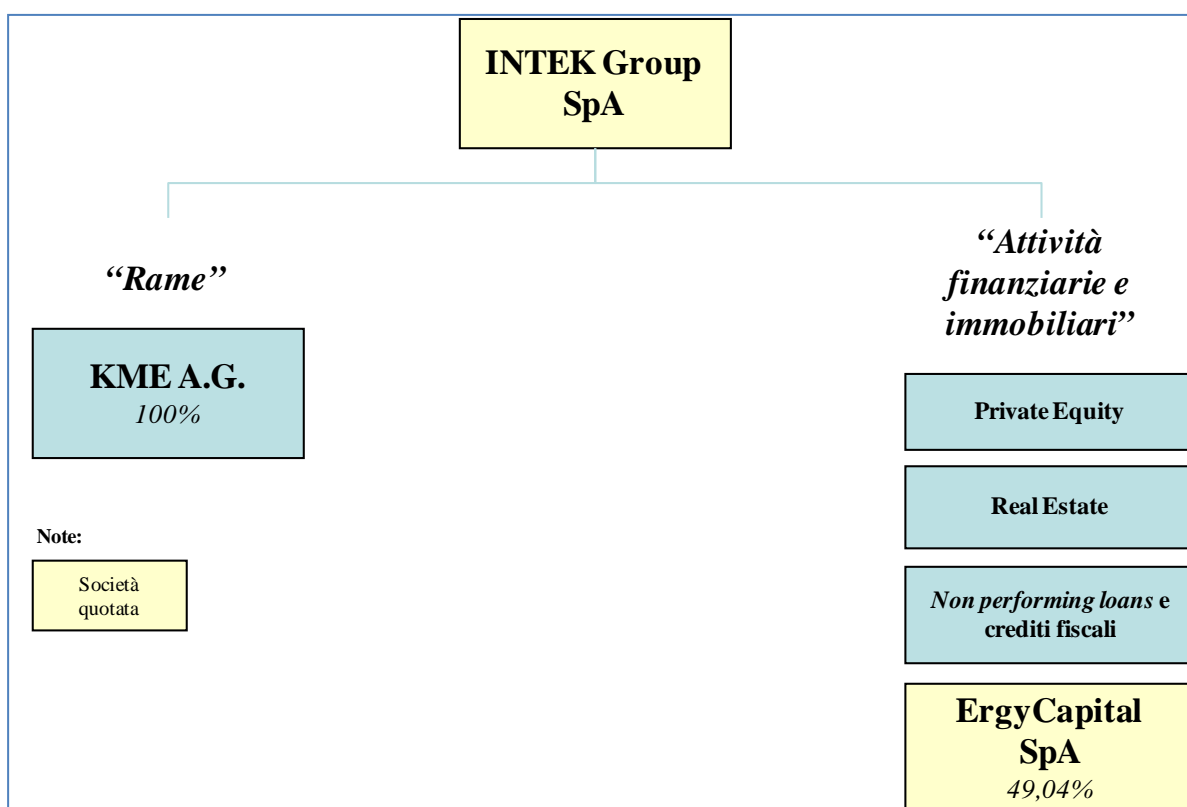 INTEK Group
SpA
“Rame”
KME A.G.
100%
“Attività
finanziarie e
immobiliari”
Private Equity
Real Estate
Non performing loans e
crediti fiscali
ErgyCapital
SpA
49,04%
Note:
Società
quotata